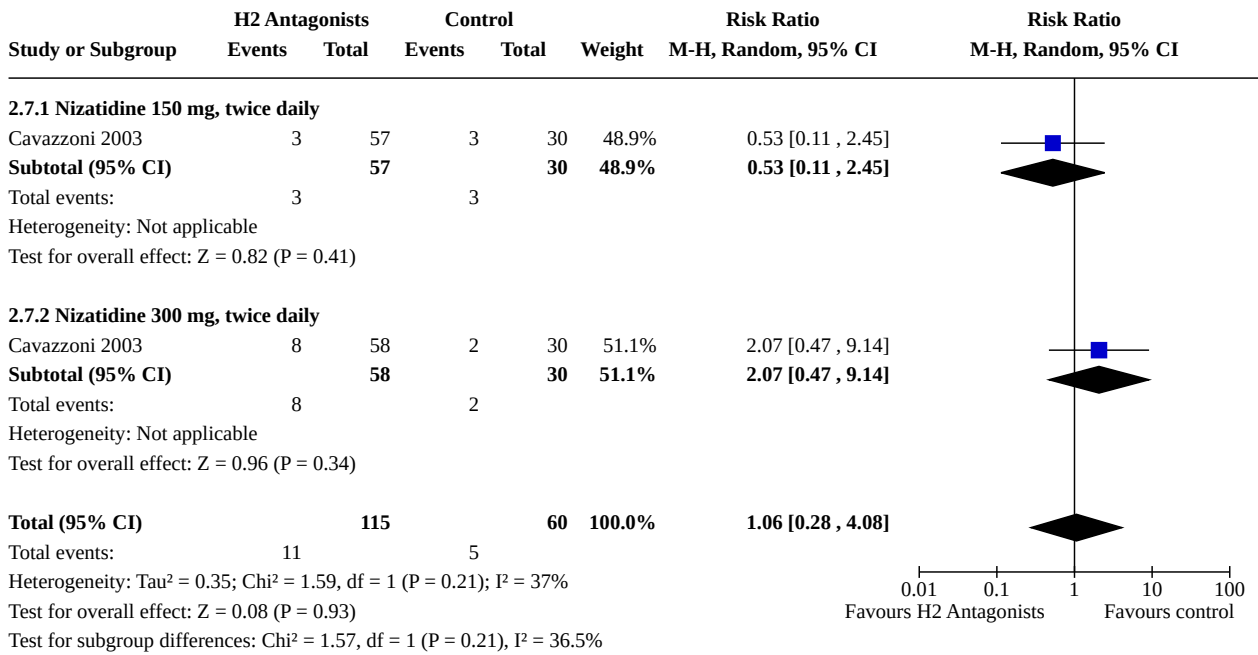 H2 Antagonists Control Risk Ratio Risk Ratio
Study or Subgroup Events Total Events Total Weight M-H, Random, 95% CI M-H, Random, 95% CI
2.7.1 Nizatidine 150 mg, twice daily
Cavazzoni 2003 3 57 3 30 48.9% 0.53 [0.11 , 2.45]
Subtotal (95% CI) 57 30 48.9% 0.53 [0.11 , 2.45]
Total events: 3 3
Heterogeneity: Not applicable
Test for overall effect: Z = 0.82 (P = 0.41)
2.7.2 Nizatidine 300 mg, twice daily
Cavazzoni 2003 8 58 2 30 51.1% 2.07 [0.47 , 9.14]
Subtotal (95% CI) 58 30 51.1% 2.07 [0.47 , 9.14]
Total events: 8 2
Heterogeneity: Not applicable
Test for overall effect: Z = 0.96 (P = 0.34)
Total (95% CI) 115 60 100.0% 1.06 [0.28 , 4.08]
Total events: 11 5
Heterogeneity: Tau² = 0.35; Chi² = 1.59, df = 1 (P = 0.21); I² = 37%
Test for overall effect: Z = 0.08 (P = 0.93)
Test for subgroup differences: Chi² = 1.57, df = 1 (P = 0.21), I² = 36.5%
0.01 0.1 1 10 100
Favours H2 Antagonists Favours control